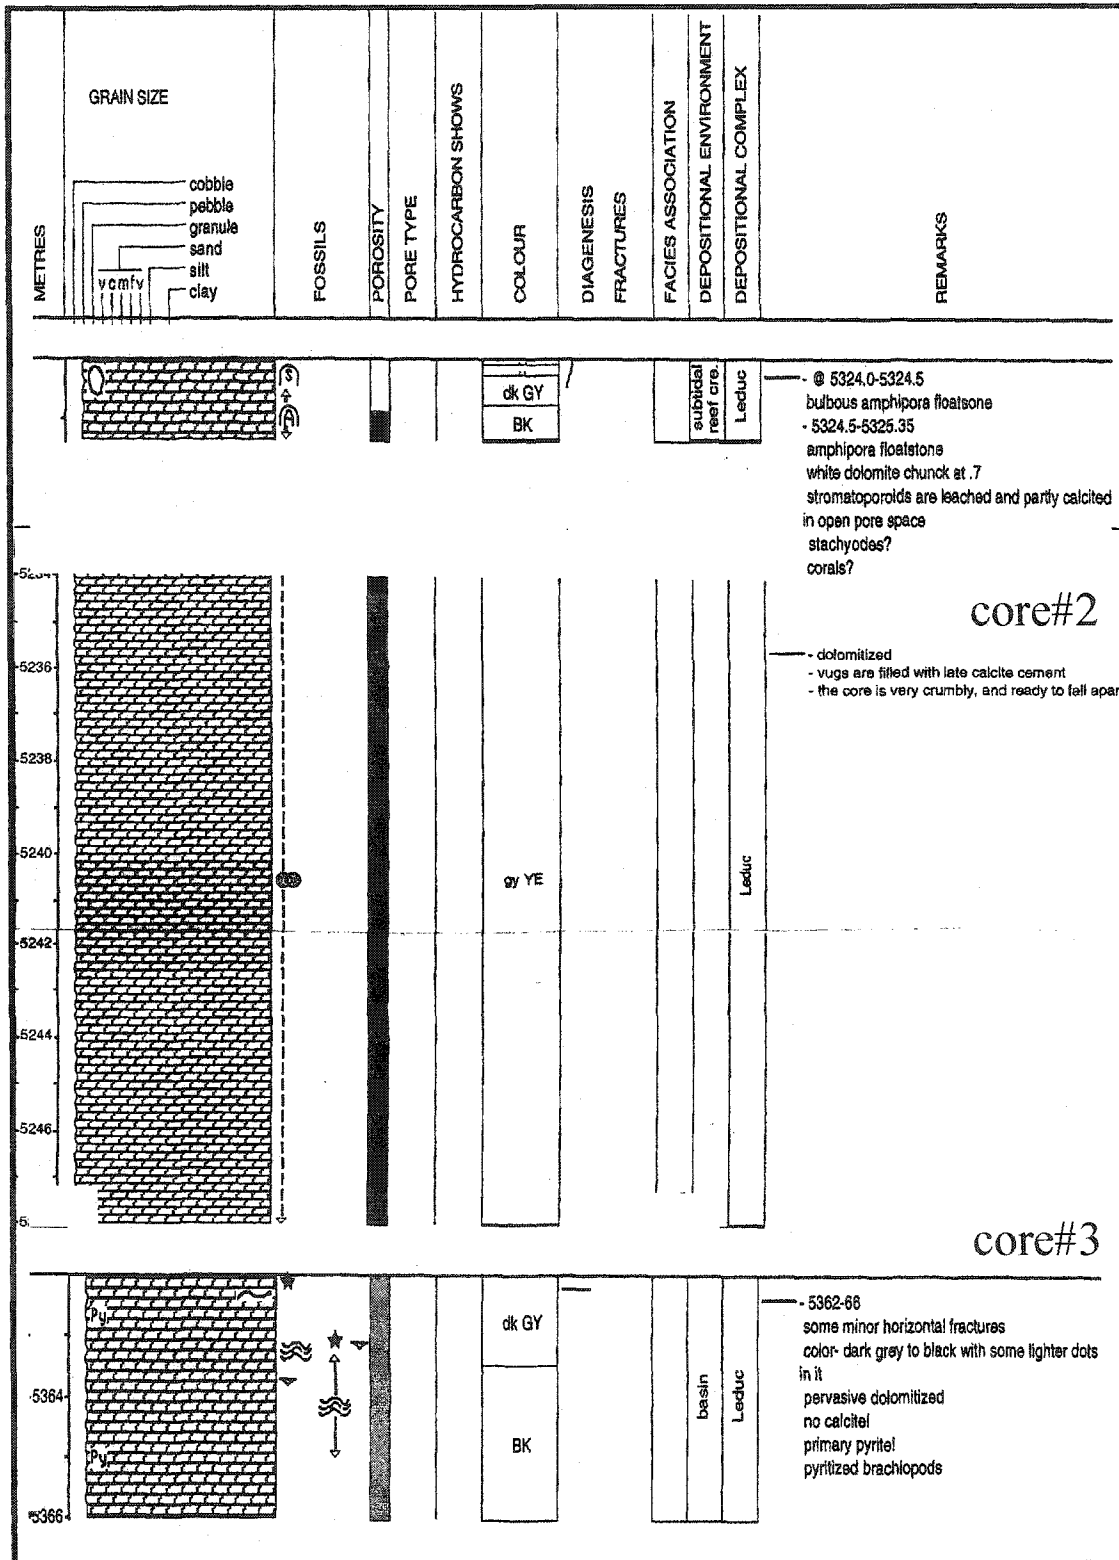 GRAIN SIZE
cobble
pebble
granule
sand
silt
v c m f v
clay
METRES
FOSSILS
POROSITY
PORE TYPE
HYDROCARBON SHOWS
COLOUR
DIAGENESIS
FRACTURES
FACIES ASSOCIATION
DEPOSITIONAL ENVIRONMENT
DEPOSITIONAL COMPLEX
REMARKS
S
A
dk GY
BK
subtidal
reef cre.
Leduc
- @ 5324.0-5324.5
bulbous amphipora floatsone
- 5324.5-5325.35
amphipora floatstone
white dolomite chunck at .7
stromatoporoids are leached and partly calcited
in open pore space
stachyodes?
corals?
core#2
5234
5236
5238
5240
5242
5244
5246
gy YE
Leduc
- dolomitized
- vugs are filled with late calcite cement
- the core is very crumbly, and ready to fall apar
core#3
Py
Py
5364
5366
dk GY
BK
basin
Leduc
- 5362-66
some minor horizontal fractures
color- dark grey to black with some lighter dots
in it
pervasive dolomitized
no calcite!
primary pyrite!
pyritized brachiopods